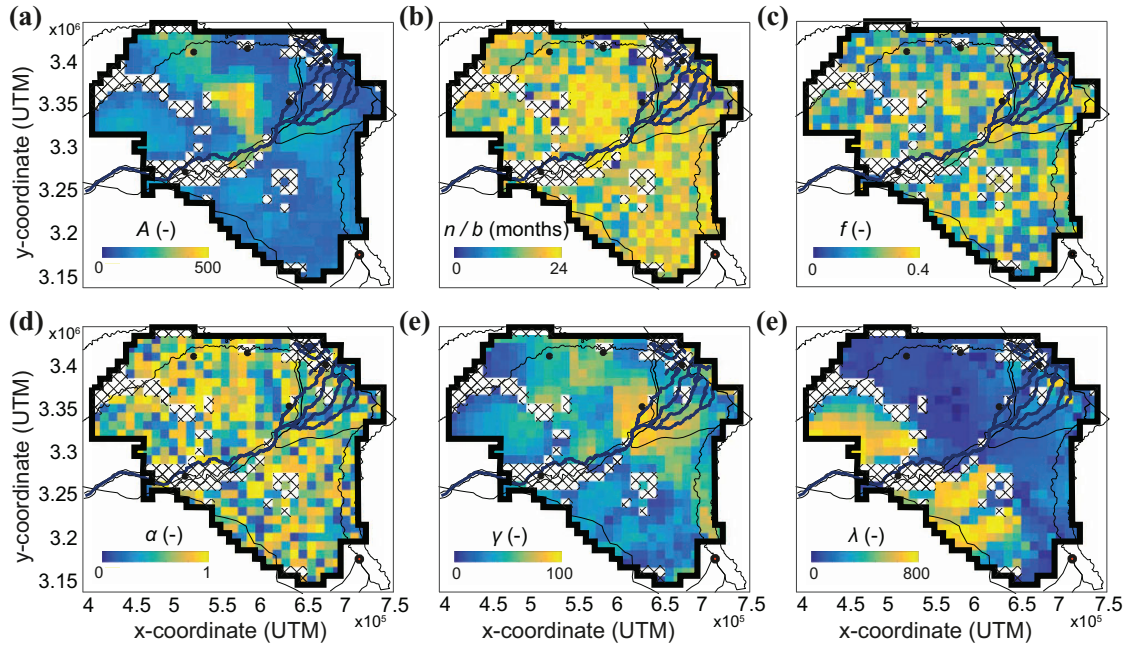 (a) (b) (c)
x10⁶
3.4
3.35
3.3
3.25
3.2
3.15
y-coordinate (UTM)
A (-)
0 500
n / b (months)
0 24
f (-)
0 0.4
(d) (e) (e)
x10⁶
3.4
3.35
3.3
3.25
3.2
3.15
y-coordinate (UTM)
α (-)
0 1
γ (-)
0 100
λ (-)
0 800
4 4.5 5 5.5 6 6.5 7 7.5
x10⁵
x-coordinate (UTM)
4 4.5 5 5.5 6 6.5 7 7.5
x10⁵
x-coordinate (UTM)
4 4.5 5 5.5 6 6.5 7 7.5
x10⁵
x-coordinate (UTM)